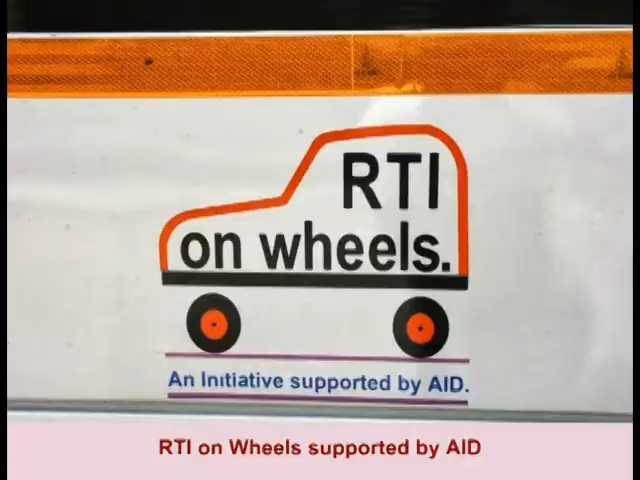 RTI
on wheels.
An Initiative supported by AID.
RTI on Wheels supported by AID